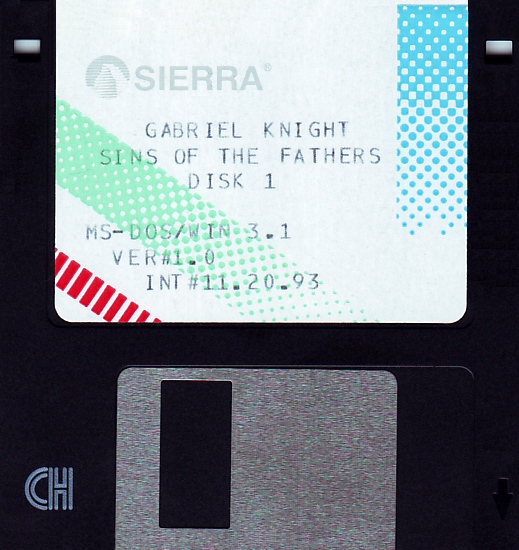 SIERRA®
GABRIEL KNIGHT
SINS OF THE FATHERS
DISK 1
MS-DOS/WIN 3.1
VER#1.0
INT#11.20.93
CH